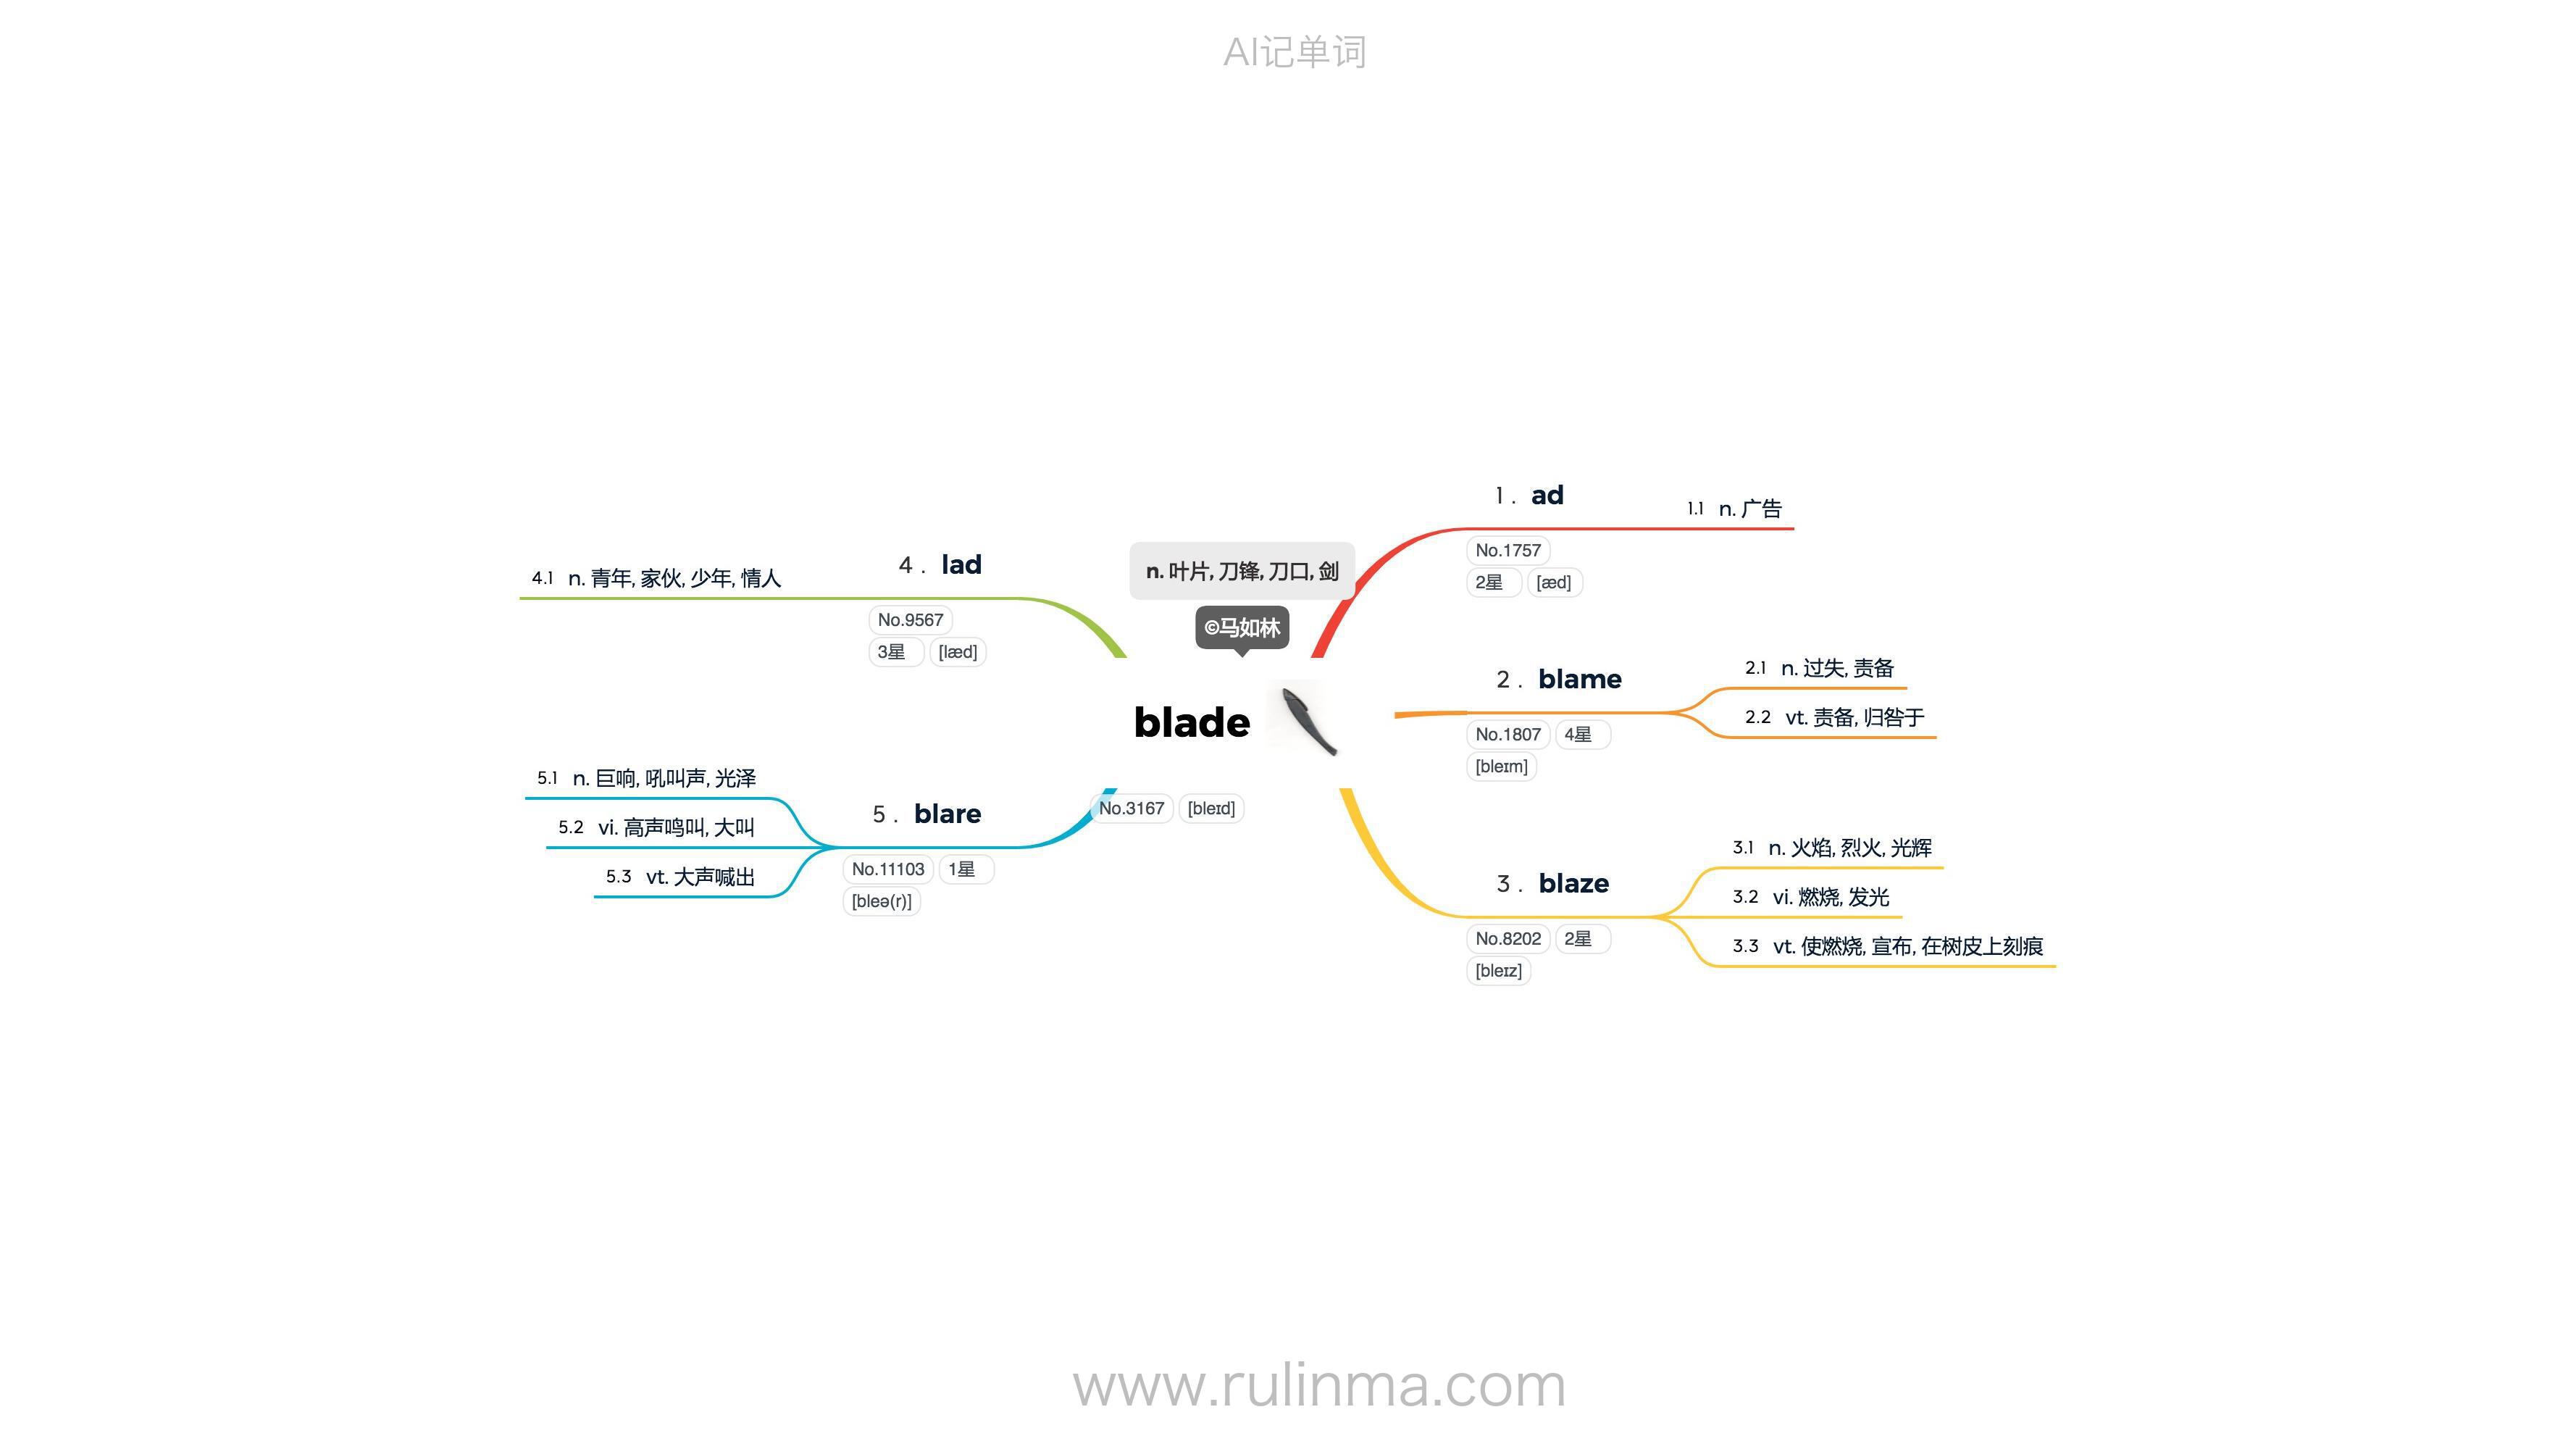 AI记单词
n. 叶片, 刀锋, 刀口, 剑
©马如林
blade
No.3167 [bleɪd]
1 . ad
No.1757
2星 [æd]
1.1 n. 广告
2 . blame
No.1807 4星
[bleɪm]
2.1 n. 过失, 责备
2.2 vt. 责备, 归咎于
3 . blaze
No.8202 2星
[bleɪz]
3.1 n. 火焰, 烈火, 光辉
3.2 vi. 燃烧, 发光
3.3 vt. 使燃烧, 宣布, 在树皮上刻痕
4 . lad
No.9567
3星 [læd]
4.1 n. 青年, 家伙, 少年, 情人
5 . blare
No.11103 1星
[bleə(r)]
5.1 n. 巨响, 吼叫声, 光泽
5.2 vi. 高声鸣叫, 大叫
5.3 vt. 大声喊出
www.rulinma.com